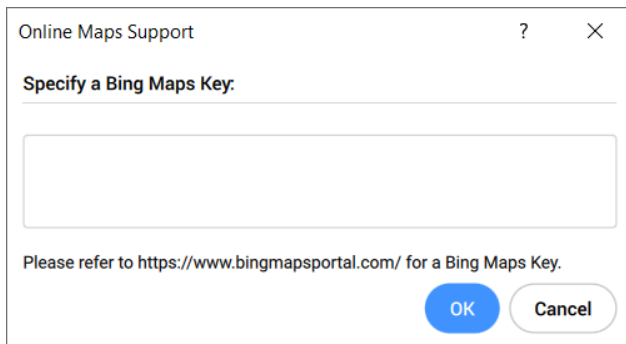 Online Maps Support ?
Specify a Bing Maps Key:
Please refer to https://www.bingmapsportal.com/ for a Bing Maps Key.
OK Cancel